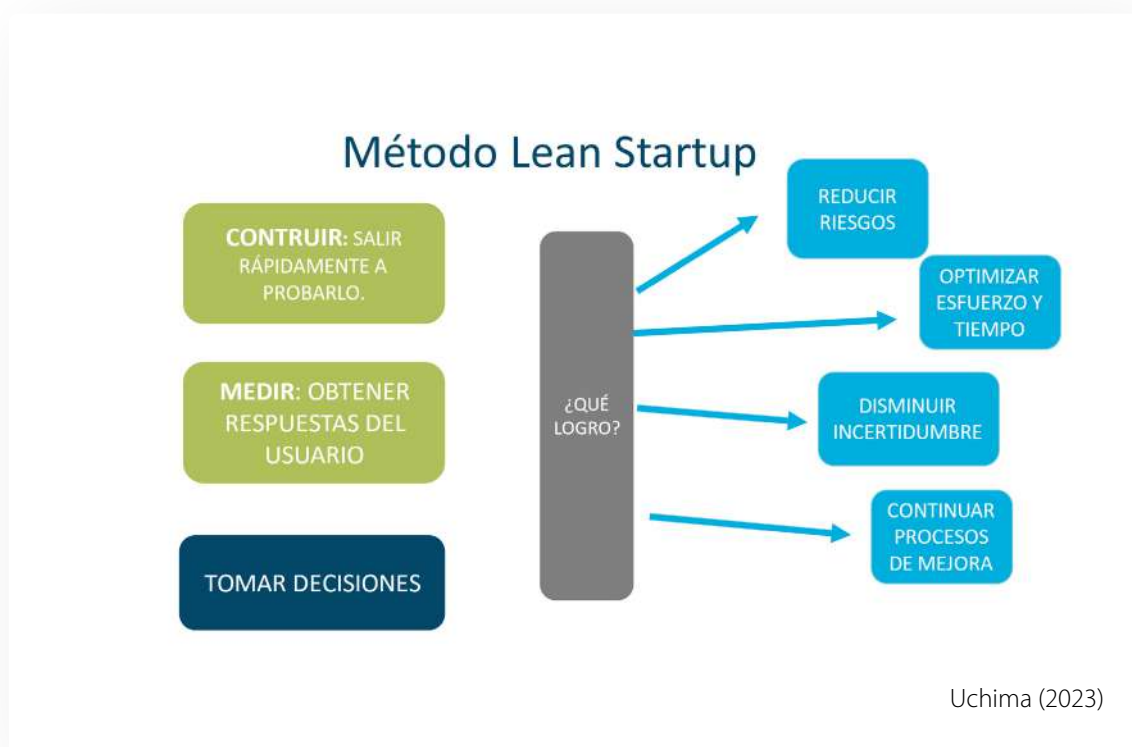 Método Lean Startup
CONTRUIR: SALIR
RÁPIDAMENTE A
PROBARLO.
MEDIR: OBTENER
RESPUESTAS DEL
USUARIO
TOMAR DECISIONES
¿QUÉ
LOGRO?
REDUCIR
RIESGOS
OPTIMIZAR
ESFUERZO Y
TIEMPO
DISMINUIR
INCERTIDUMBRE
CONTINUAR
PROCESOS
DE MEJORA
Uchima (2023)